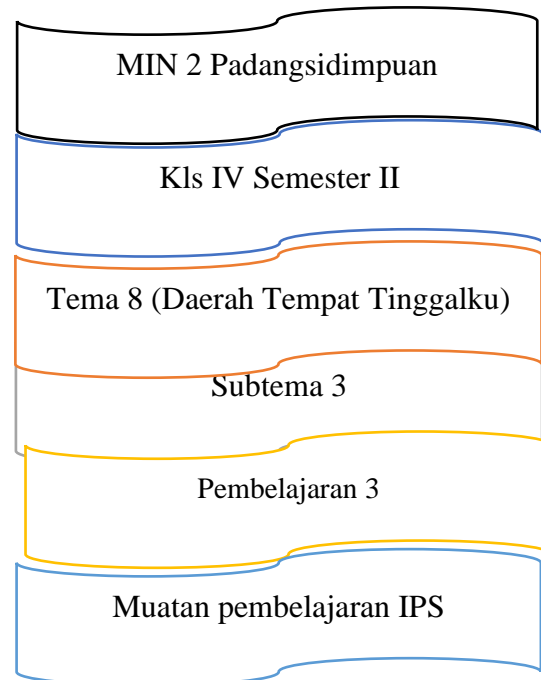 MIN 2 Padangsidimpuan
Kls IV Semester II
Tema 8 (Daerah Tempat Tinggalku)
Subtema 3
Pembelajaran 3
Muatan pembelajaran IPS